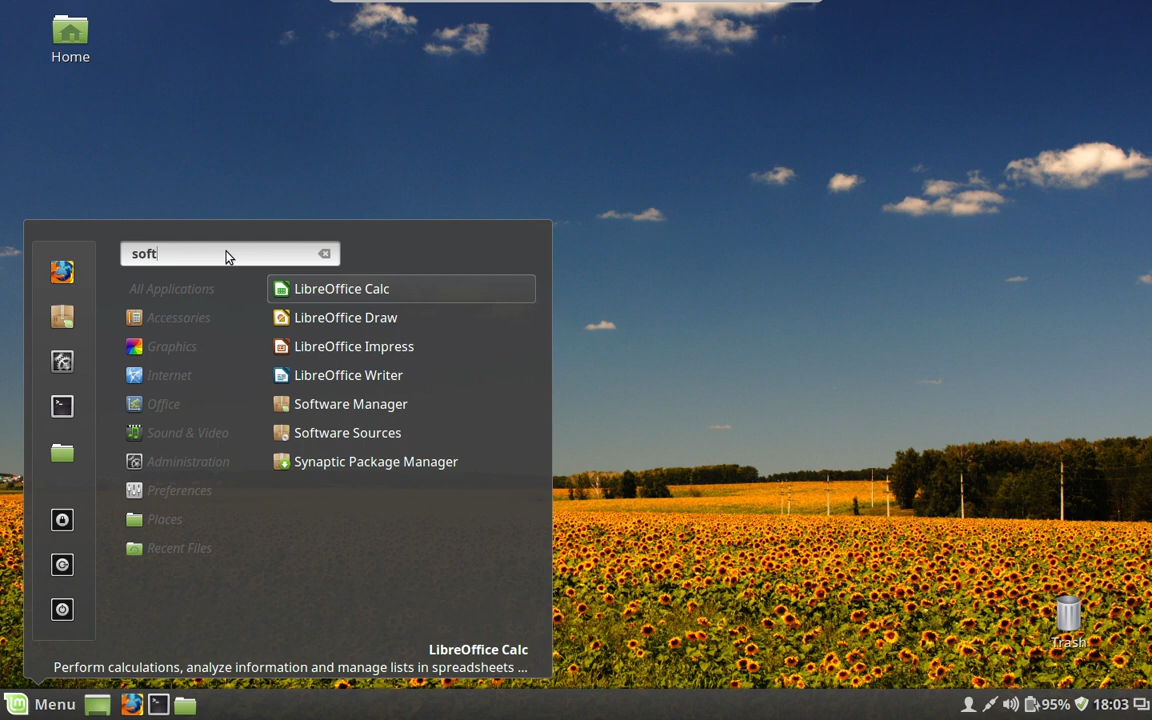 Home
soft
All Applications
Accessories
Graphics
Internet
Office
Sound & Video
Administration
Preferences
Places
Recent Files
LibreOffice Calc
LibreOffice Draw
LibreOffice Impress
LibreOffice Writer
Software Manager
Software Sources
Synaptic Package Manager
LibreOffice Calc
Perform calculations, analyze information and manage lists in spreadsheets ...
Trash
Menu
95%
18:03